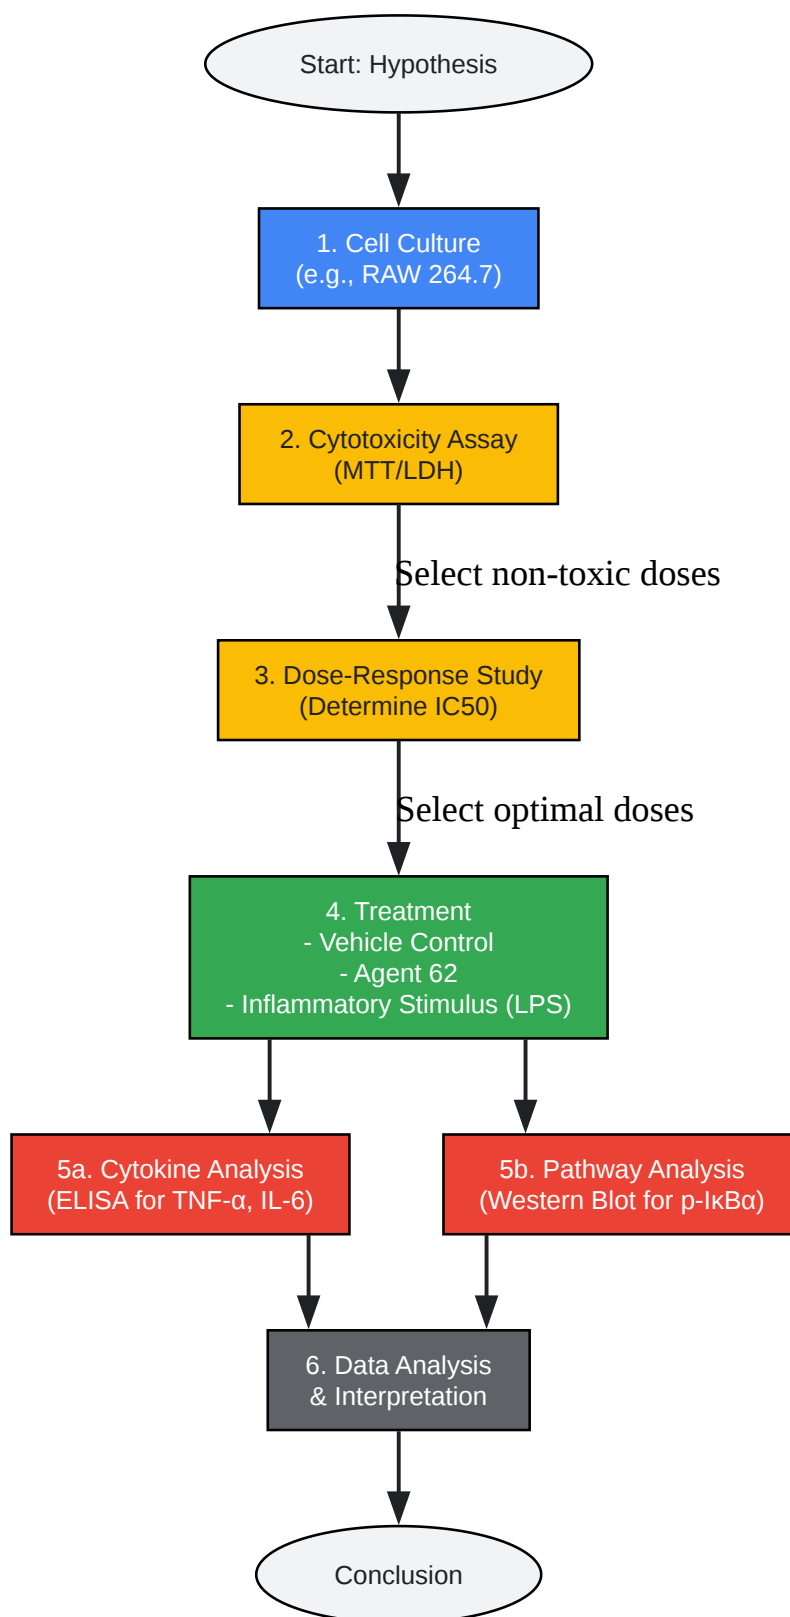 Start: Hypothesis
1. Cell Culture
(e.g., RAW 264.7)
2. Cytotoxicity Assay
(MTT/LDH)
Select non-toxic doses
3. Dose-Response Study
(Determine IC50)
Select optimal doses
4. Treatment
- Vehicle Control
- Agent 62
- Inflammatory Stimulus (LPS)
5a. Cytokine Analysis
(ELISA for TNF-α, IL-6)
5b. Pathway Analysis
(Western Blot for p-IκBα)
6. Data Analysis
& Interpretation
Conclusion